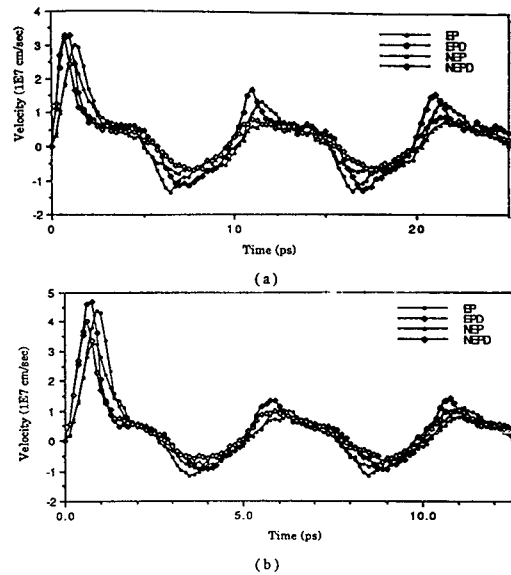 4
3
2
1
0
-1
-2
Velocity (1E7 cm/sec)
EP
EPD
NEP
NEPD
0
10
20
Time (ps)
(a)
5
4
3
2
1
0
-1
-2
Velocity (1E7 cm/sec)
EP
EPD
NEP
NEPD
0.0
5.0
10.0
Time (ps)
(b)